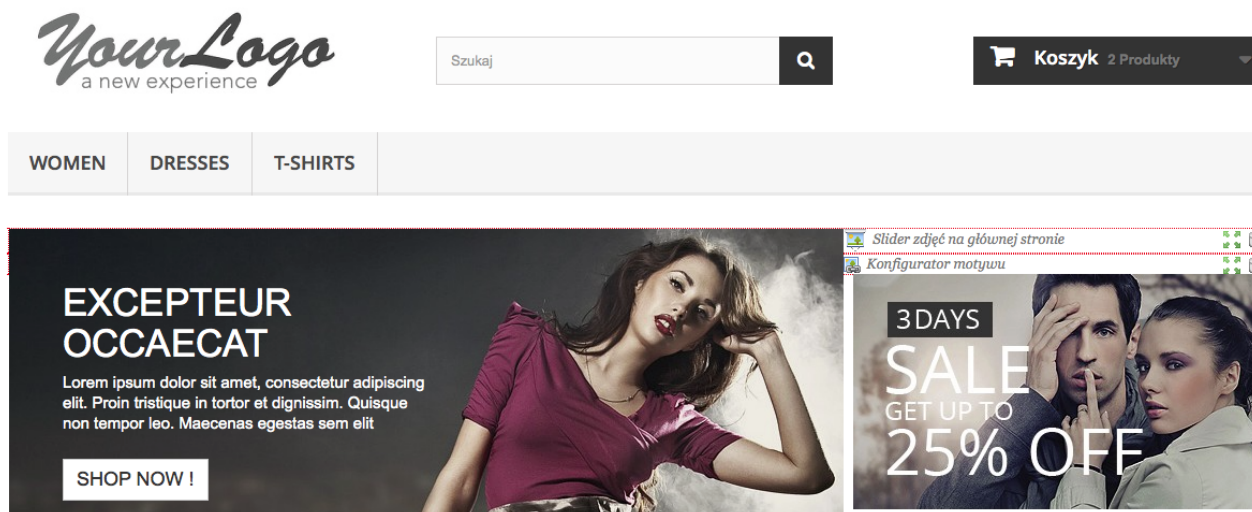 YourLogo
a new experience
Szukaj
Koszyk 2 Produkty
WOMEN DRESSES T-SHIRTS
Slider zdjęć na głównej stronie
Konfigurator motywu
EXCEPTEUR
OCCAECAT
Lorem ipsum dolor sit amet, consectetur adipiscing
elit. Proin tristique in tortor et dignissim. Quisque
non tempor leo. Maecenas egestas sem elit
SHOP NOW !
3DAYS
SALE
GET UP TO
25% OFF